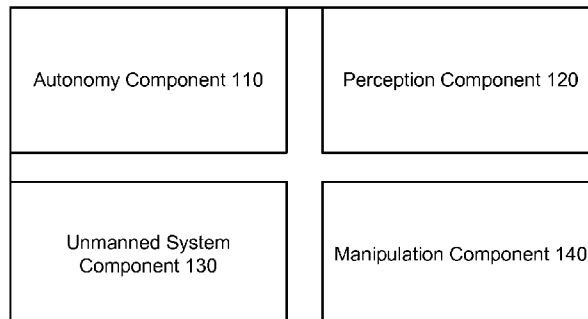 Autonomy Component 110
Perception Component 120
Unmanned System
Component 130
Manipulation Component 140